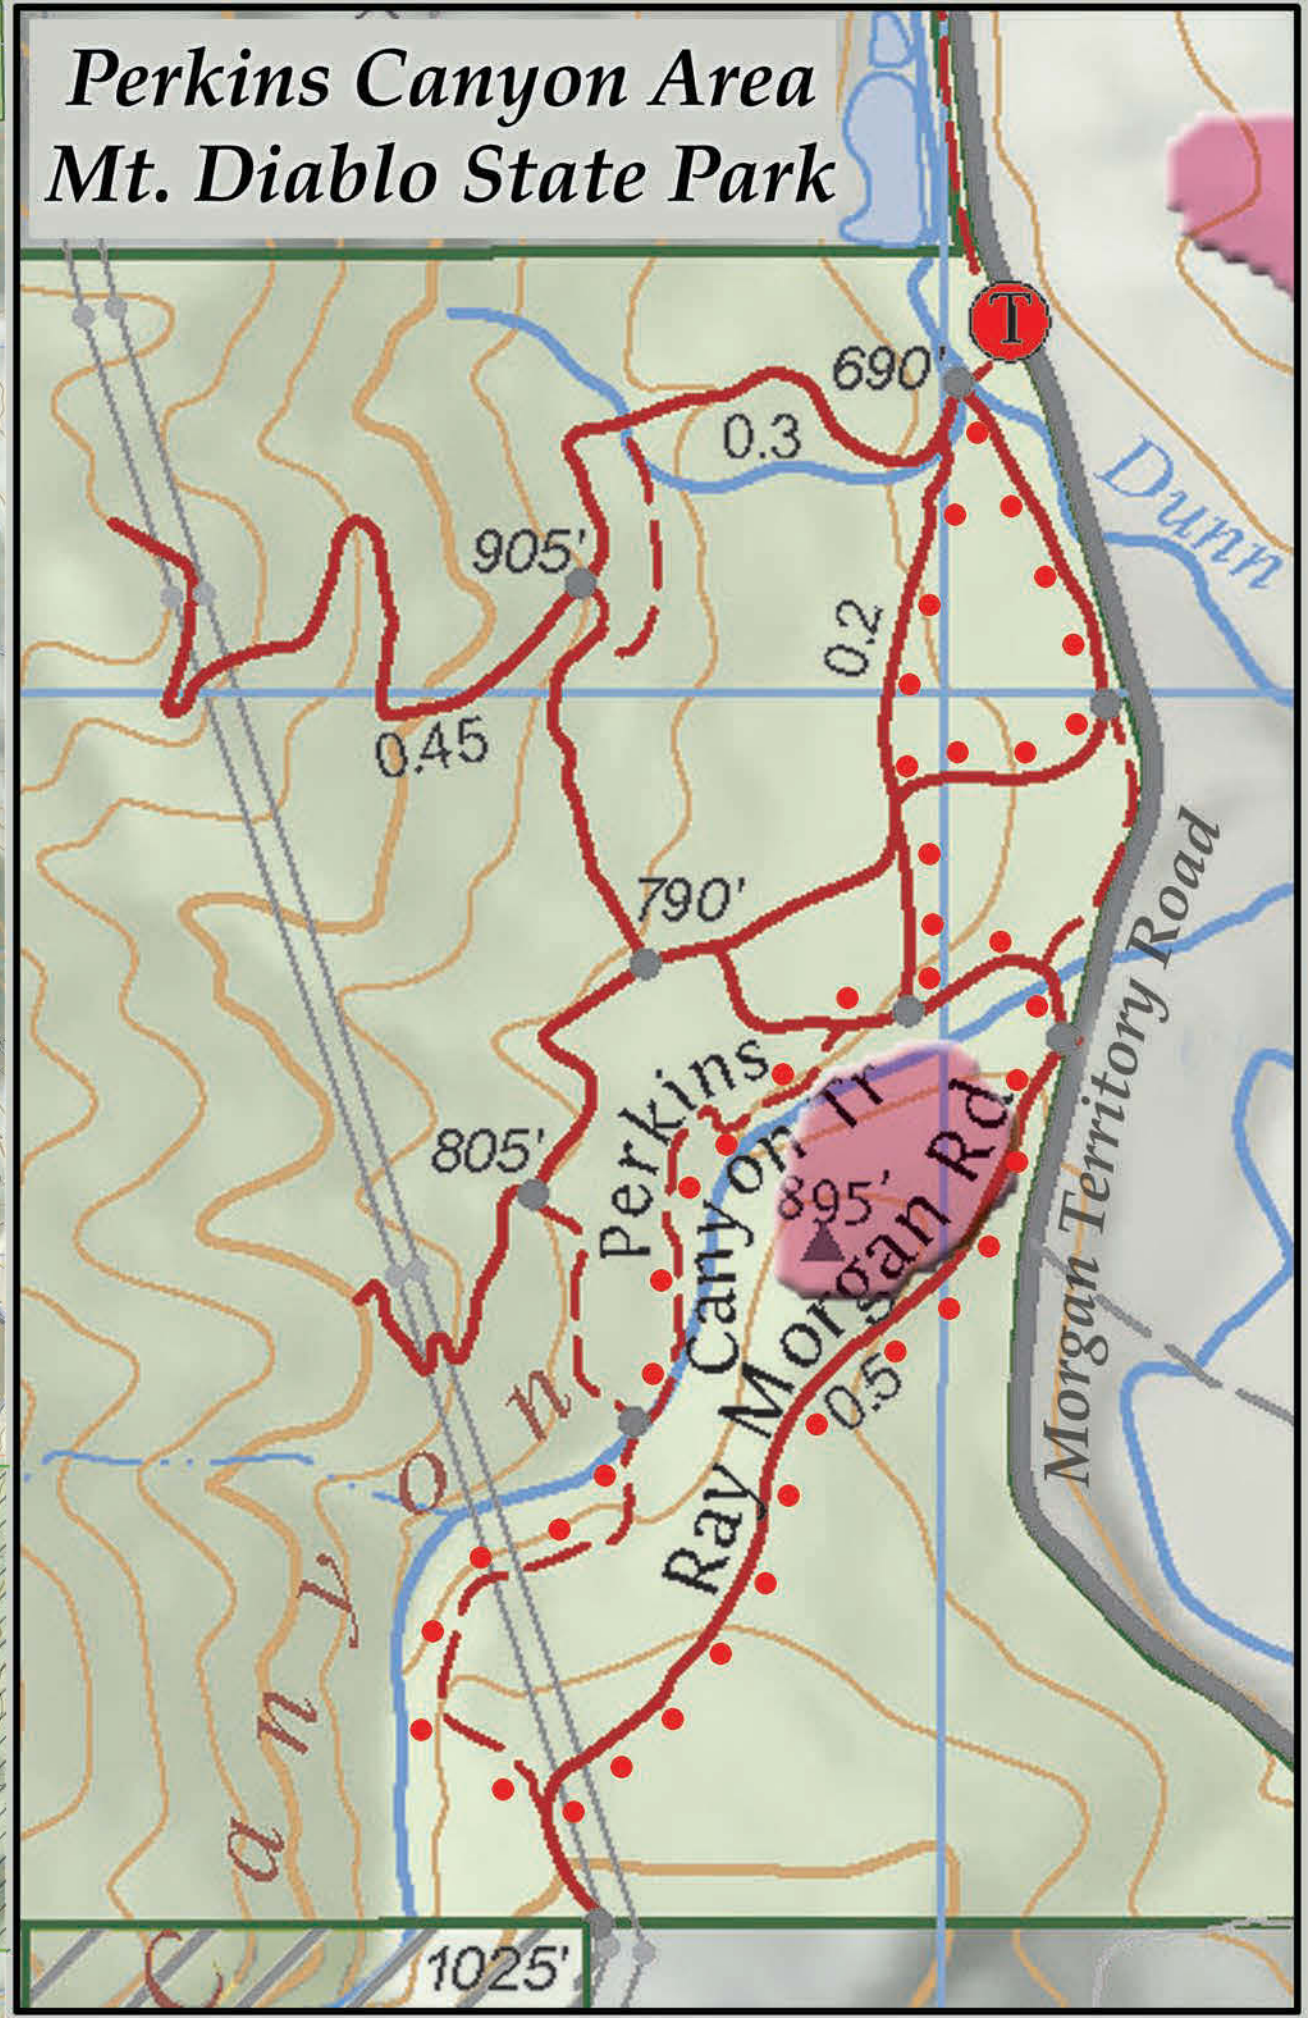 Perkins Canyon Area
Mt. Diablo State Park
T
690'
0.3
Dunn
905'
0.2
0.45
790'
Perkins
Canyon Tr
805'
895'
Ray Morgan Rd
0.5
Morgan Territory Road
C a n y o n
1025'